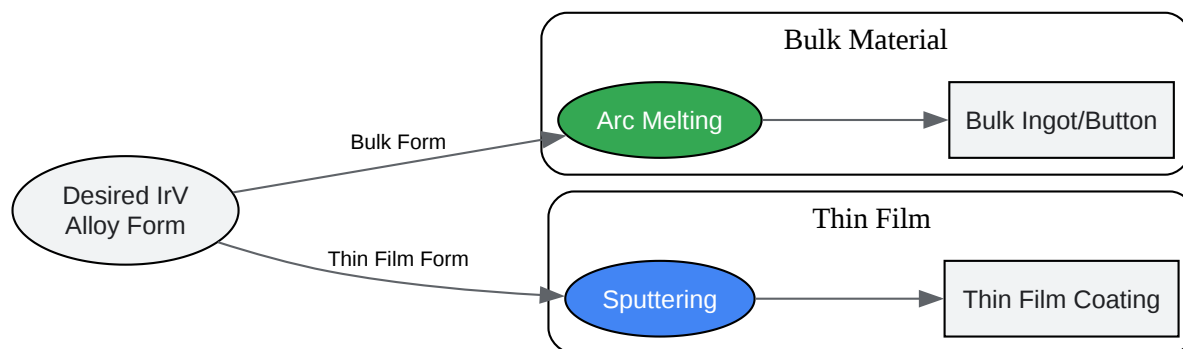 Bulk Material
Arc Melting
Bulk Ingot/Button
Bulk Form
Desired IrV
Alloy Form
Thin Film Form
Thin Film
Sputtering
Thin Film Coating